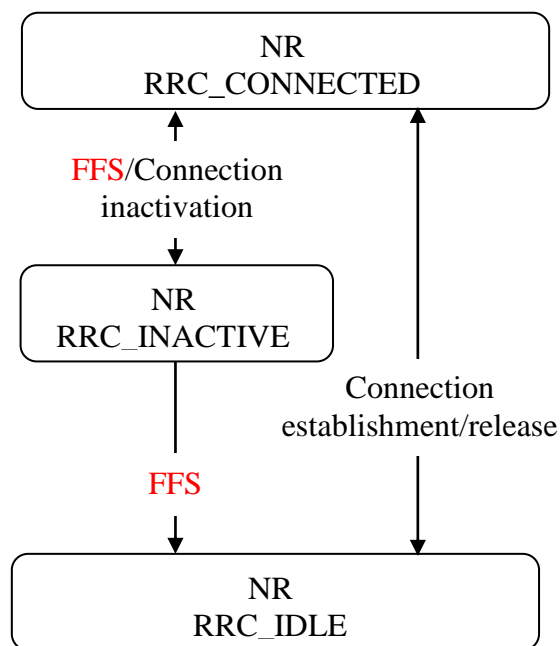 NR
RRC_CONNECTED
FFS/Connection
inactivation
NR
RRC_INACTIVE
Connection
establishment/release
FFS
NR
RRC_IDLE